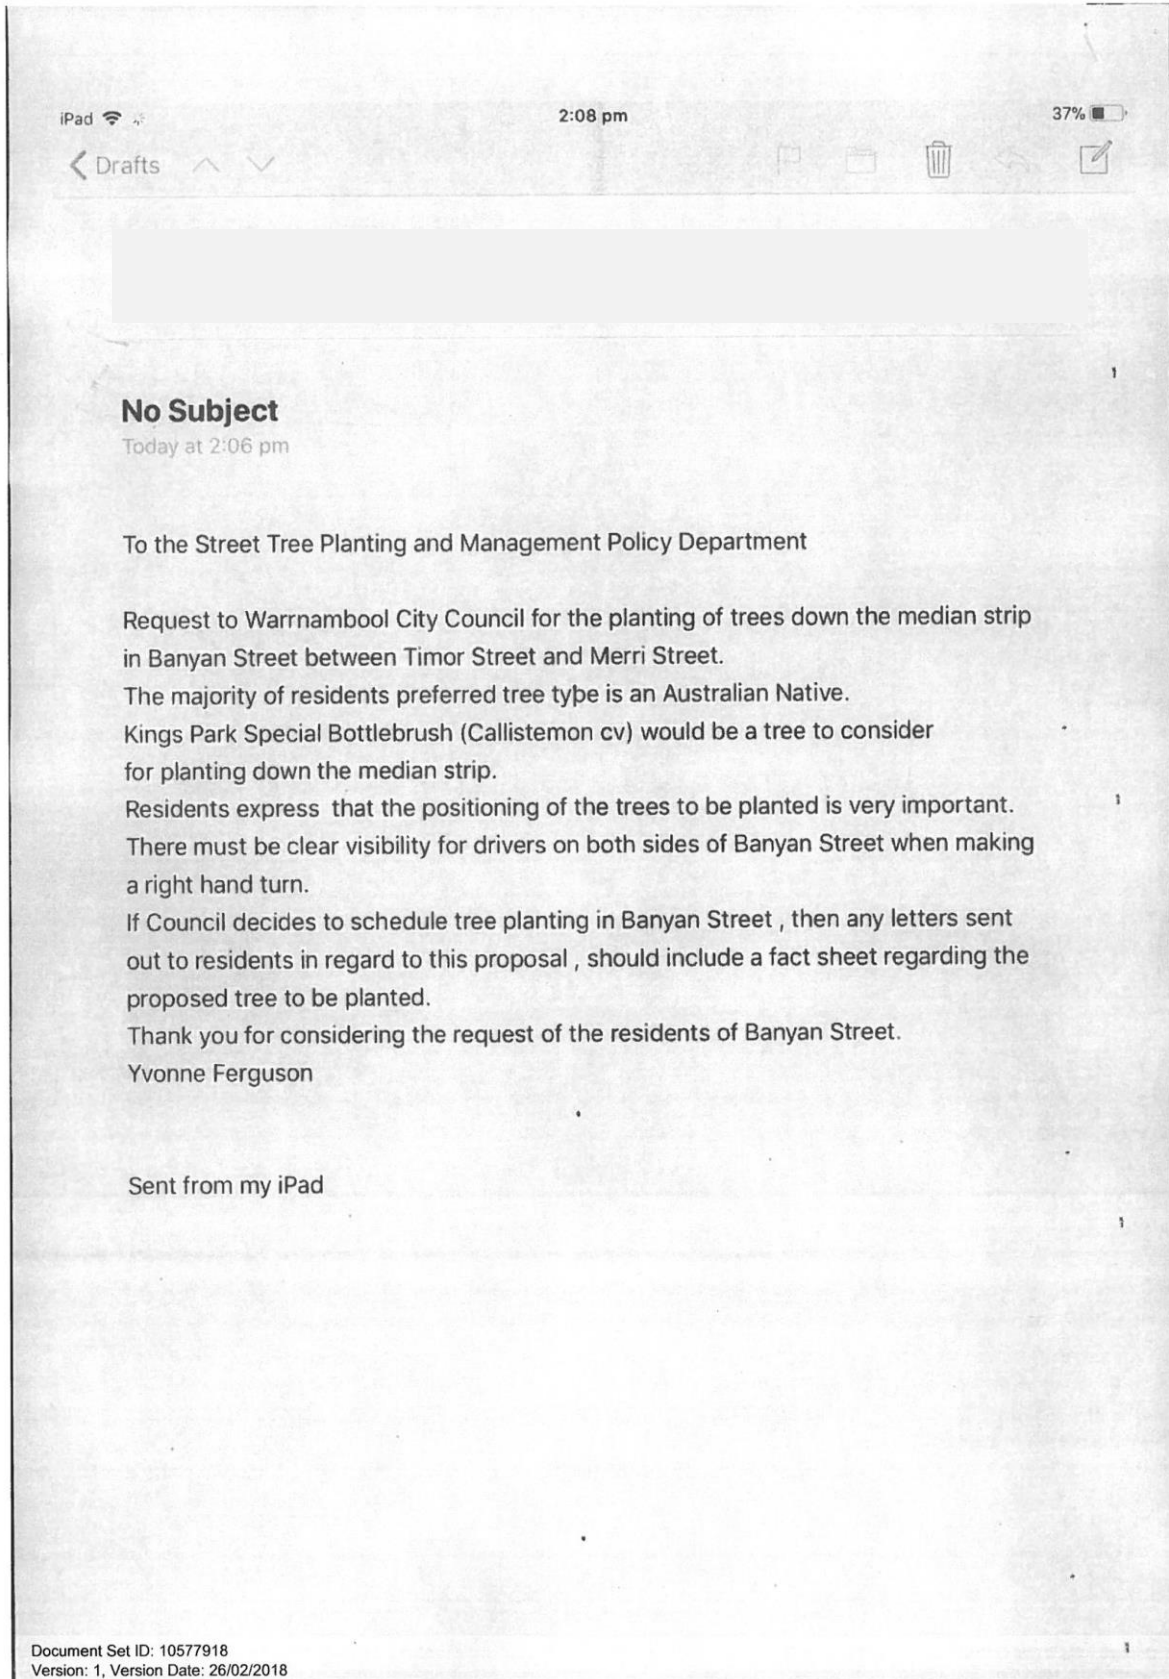 iPad
2:08 pm
37%
Drafts
No Subject
Today at 2:06 pm
To the Street Tree Planting and Management Policy Department
Request to Warrnambool City Council for the planting of trees down the median strip
in Banyan Street between Timor Street and Merri Street.
The majority of residents preferred tree type is an Australian Native.
Kings Park Special Bottlebrush (Callistemon cv) would be a tree to consider
for planting down the median strip.
Residents express that the positioning of the trees to be planted is very important.
There must be clear visibility for drivers on both sides of Banyan Street when making
a right hand turn.
If Council decides to schedule tree planting in Banyan Street , then any letters sent
out to residents in regard to this proposal , should include a fact sheet regarding the
proposed tree to be planted.
Thank you for considering the request of the residents of Banyan Street.
Yvonne Ferguson
Sent from my iPad
Document Set ID: 10577918
Version: 1, Version Date: 26/02/2018